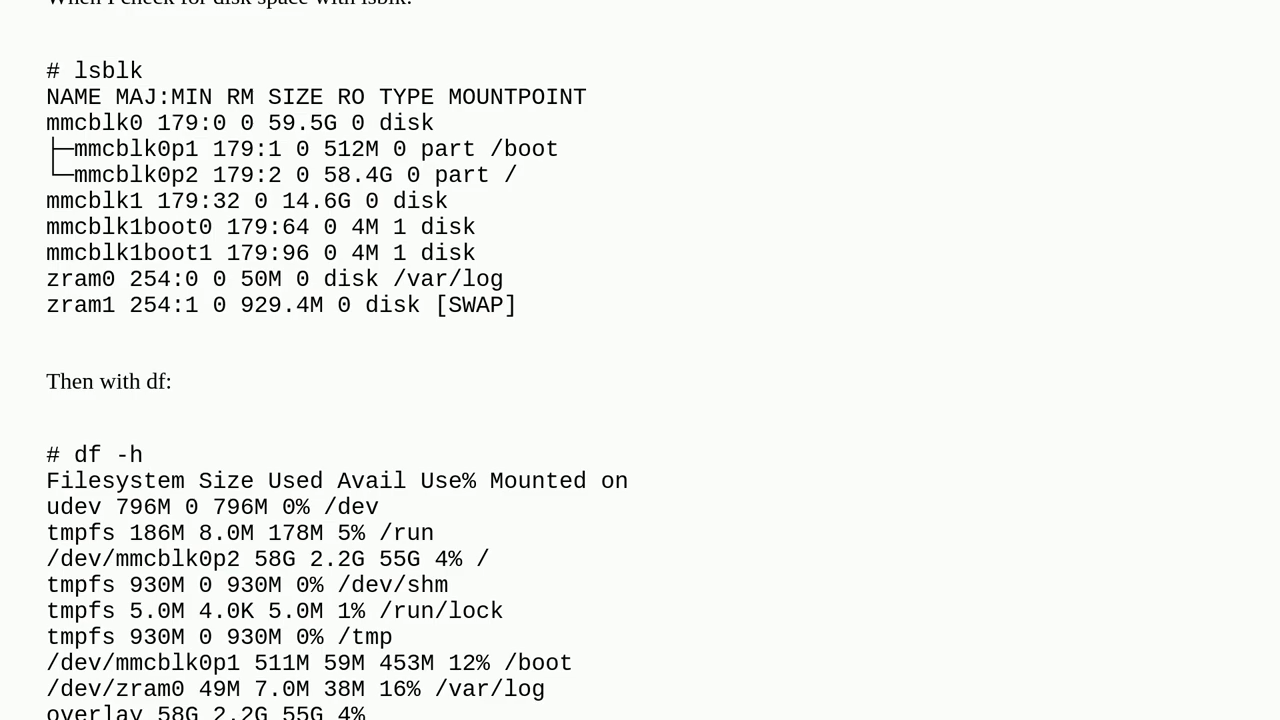 When I check for disk space with lsblk:
# lsblk
NAME MAJ:MIN RM SIZE RO TYPE MOUNTPOINT
mmcblk0 179:0 0 59.5G 0 disk
├─mmcblk0p1 179:1 0 512M 0 part /boot
└─mmcblk0p2 179:2 0 58.4G 0 part /
mmcblk1 179:32 0 14.6G 0 disk
mmcblk1boot0 179:64 0 4M 1 disk
mmcblk1boot1 179:96 0 4M 1 disk
zram0 254:0 0 50M 0 disk /var/log
zram1 254:1 0 929.4M 0 disk [SWAP]
Then with df:
# df -h
Filesystem Size Used Avail Use% Mounted on
udev 796M 0 796M 0% /dev
tmpfs 186M 8.0M 178M 5% /run
/dev/mmcblk0p2 58G 2.2G 55G 4% /
tmpfs 930M 0 930M 0% /dev/shm
tmpfs 5.0M 4.0K 5.0M 1% /run/lock
tmpfs 930M 0 930M 0% /tmp
/dev/mmcblk0p1 511M 59M 453M 12% /boot
/dev/zram0 49M 7.0M 38M 16% /var/log
overlay 58G 2.2G 55G 4%